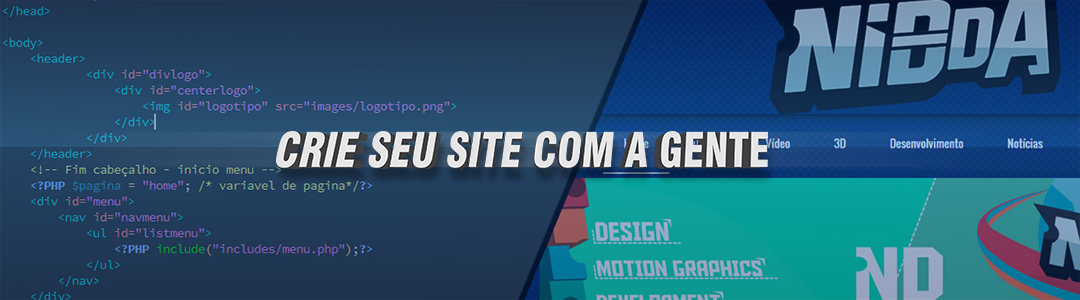 </head>
<body>
<header>
<div id="divlogo">
<div id="centerlogo">
<img id="logotipo" src="images/logotipo.png">
</div>
</div>
</header>
<!-- Fim cabeçalho - inicio menu -->
<?PHP $pagina = "home"; /* variavel de pagina*/?>
<div id="menu">
<nav id="navmenu">
<ul id="listmenu">
<?PHP include("includes/menu.php");?>
</ul>
</nav>
</div>
CRIE SEU SITE COM A GENTE
NIDDA
Vídeo 3D Desenvolvimento Notícias
DESIGN
MOTION GRAPHICS
DEVELOPMENT
ND